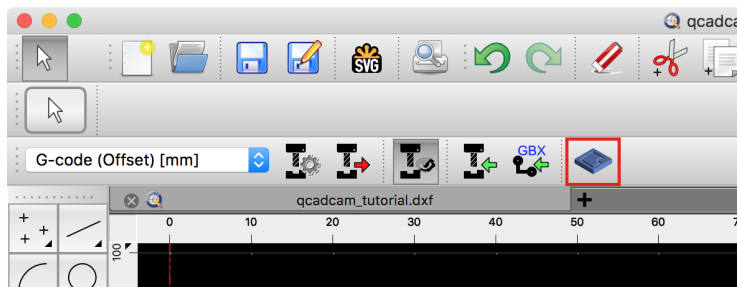 qcadca
SVG
G-code (Offset) [mm]
GBX
qcadcam_tutorial.dxf
0 10 20 30 40 50 60 7
100